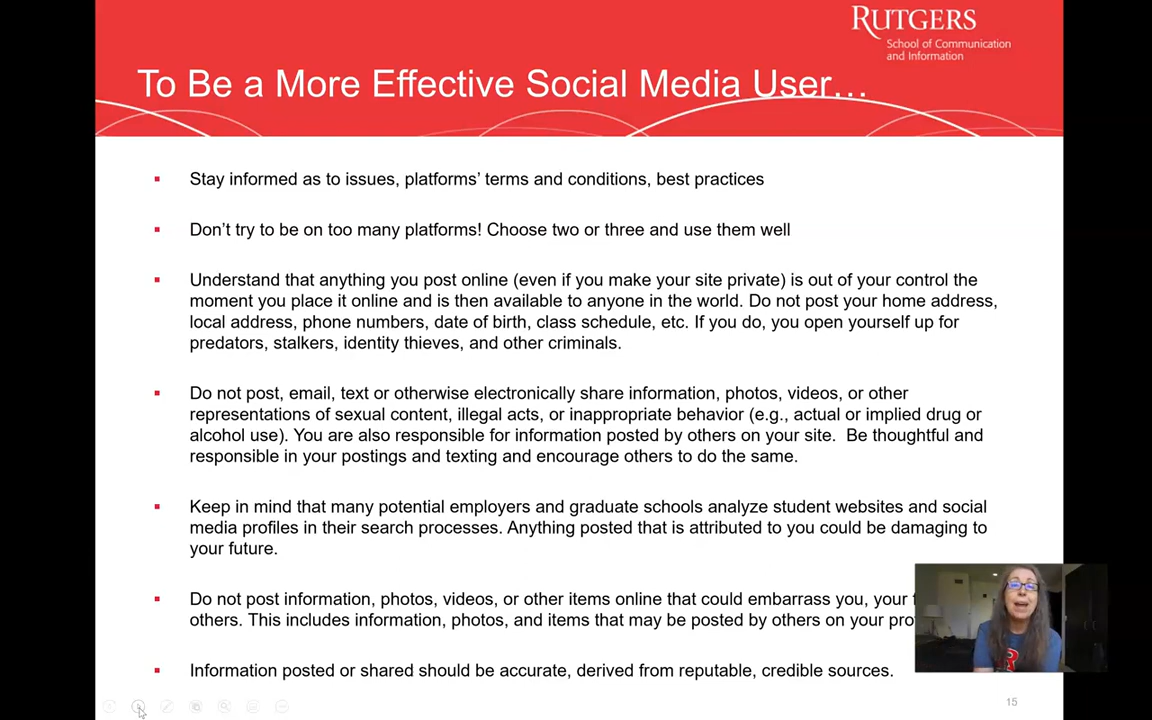 RUTGERS
School of Communication
and Information
To Be a More Effective Social Media User…
Stay informed as to issues, platforms’ terms and conditions, best practices
Don’t try to be on too many platforms! Choose two or three and use them well
Understand that anything you post online (even if you make your site private) is out of your control the
moment you place it online and is then available to anyone in the world. Do not post your home address,
local address, phone numbers, date of birth, class schedule, etc. If you do, you open yourself up for
predators, stalkers, identity thieves, and other criminals.
Do not post, email, text or otherwise electronically share information, photos, videos, or other
representations of sexual content, illegal acts, or inappropriate behavior (e.g., actual or implied drug or
alcohol use). You are also responsible for information posted by others on your site. Be thoughtful and
responsible in your postings and texting and encourage others to do the same.
Keep in mind that many potential employers and graduate schools analyze student websites and social
media profiles in their search processes. Anything posted that is attributed to you could be damaging to
your future.
Do not post information, photos, videos, or other items online that could embarrass you, your
others. This includes information, photos, and items that may be posted by others on your
Information posted or shared should be accurate, derived from reputable, credible sources.
15